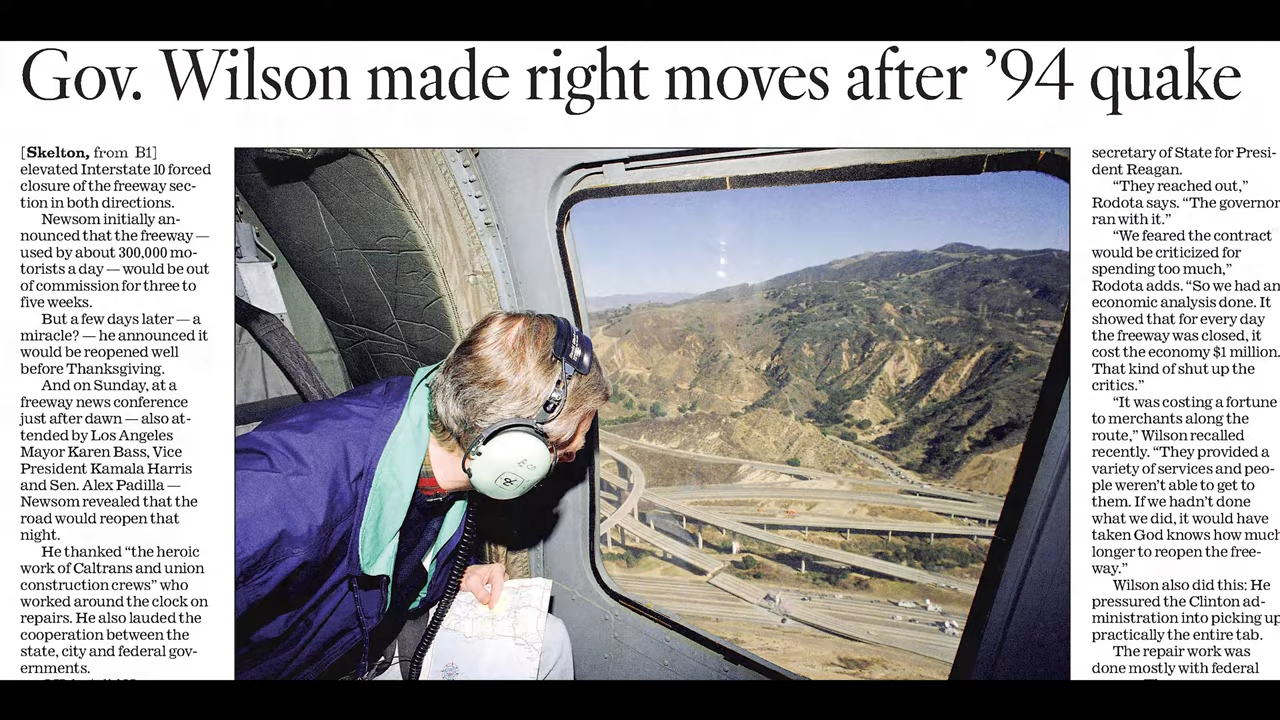 Gov. Wilson made right moves after ’94 quake
[Skelton, from B1]
elevated Interstate 10 forced
closure of the freeway sec-
tion in both directions.
Newsom initially an-
nounced that the freeway —
used by about 300,000 mo-
torists a day — would be out
of commission for three to
five weeks.
But a few days later — a
miracle? — he announced it
would be reopened well
before Thanksgiving.
And on Sunday, at a
freeway news conference
just after dawn — also at-
tended by Los Angeles
Mayor Karen Bass, Vice
President Kamala Harris
and Sen. Alex Padilla —
Newsom revealed that the
road would reopen that
night.
He thanked “the heroic
work of Caltrans and union
construction crews” who
worked around the clock on
repairs. He also lauded the
cooperation between the
state, city and federal gov-
ernments.
secretary of State for Presi-
dent Reagan.
“They reached out,”
Rodota says. “The governor
ran with it.”
“We feared the contract
would be criticized for
spending too much,”
Rodota adds. “So we had an
economic analysis done. It
showed that for every day
the freeway was closed, it
cost the economy $1 million.
That kind of shut up the
critics.”
“It was costing a fortune
to merchants along the
route,” Wilson recalled
recently. “They provided a
variety of services and peo-
ple weren’t able to get to
them. If we hadn’t done
what we did, it would have
taken God knows how much
longer to reopen the free-
way.”
Wilson also did this: He
pressured the Clinton ad-
ministration into picking up
practically the entire tab.
The repair work was
done mostly with federal